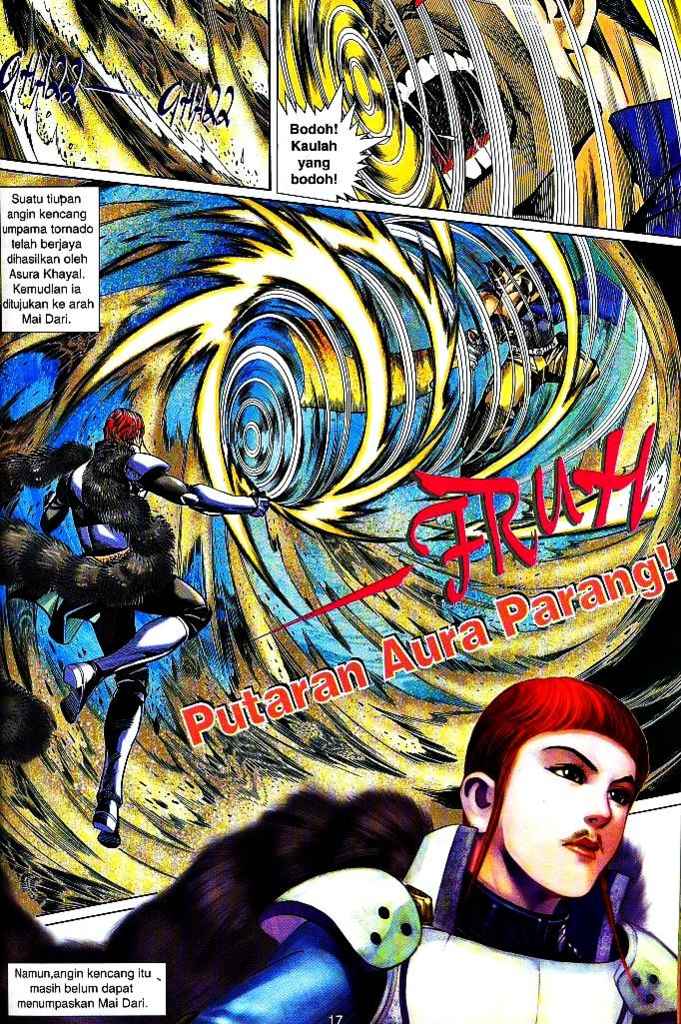 Bodoh!
Kaulah
yang
bodoh!
Suatu tiupan
angin kencang
umpama tornado
telah berjaya
dihasilkan oleh
Asura Khayal.
Kemudian ia
ditujukan ke arah
Mai Dari.
FRUH
Putaran Aura Parang!
Namun,angin kencang itu
masih belum dapat
menumpaskan Mai Dari.
17